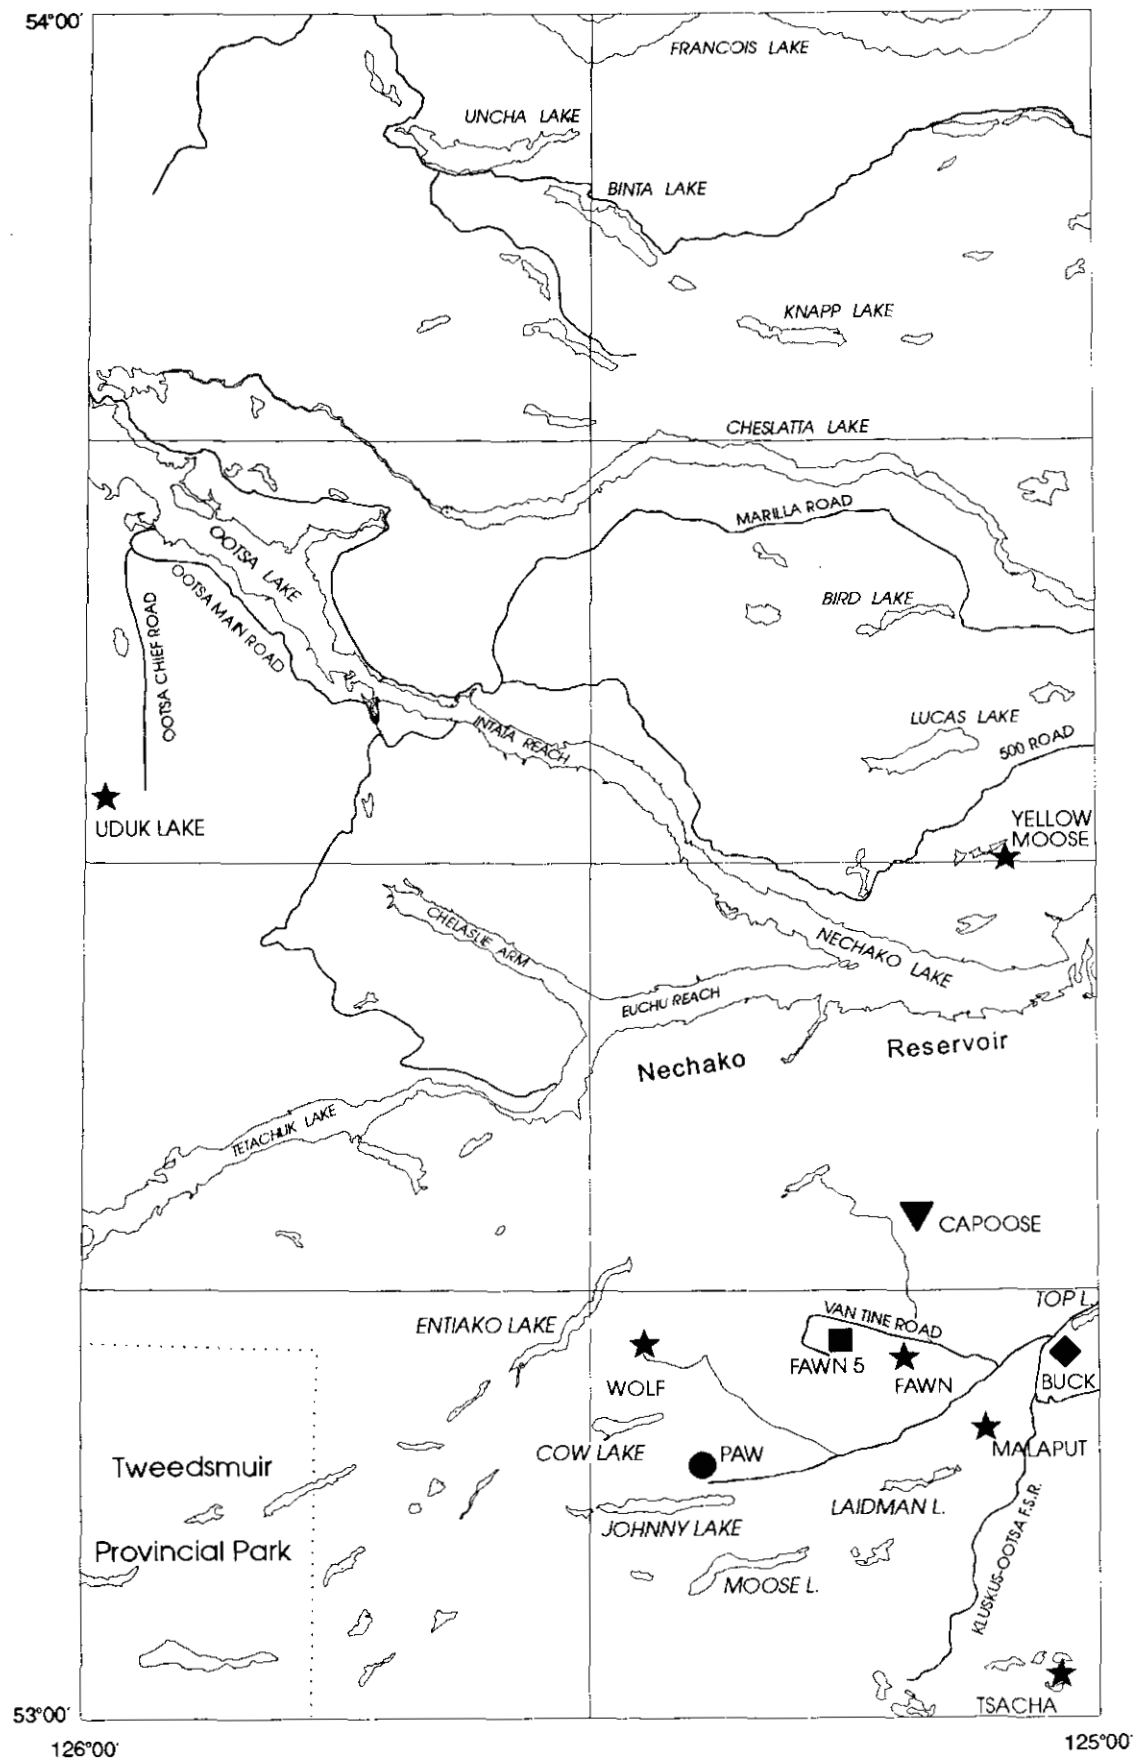 54°00'
FRANCOIS LAKE
UNCHA LAKE
BINTA LAKE
KNAPP LAKE
CHESLATTA LAKE
MARILLA ROAD
OOTSA LAKE
OOTSA MAIN ROAD
OOTSA CHIEF ROAD
BIRD LAKE
LUCAS LAKE
500 ROAD
INTATA REACH
UDUK LAKE
YELLOW
MOOSE
CHELASLIE ARM
NECHAKO LAKE
EUCHU REACH
Nechako
Reservoir
TETACHUK LAKE
CAPOOSE
TOP L.
ENTIAKO LAKE
VAN TINE ROAD
FAWN 5
FAWN
BUCK
WOLF
MALAPUT
COW LAKE
PAW
Tweedsmuir
LAIDMAN L.
JOHNNY LAKE
Provincial Park
MOOSE L.
KLUSKUS-OOTSA F.S.R.
TSACHA
53°00'
126°00'
125°00'